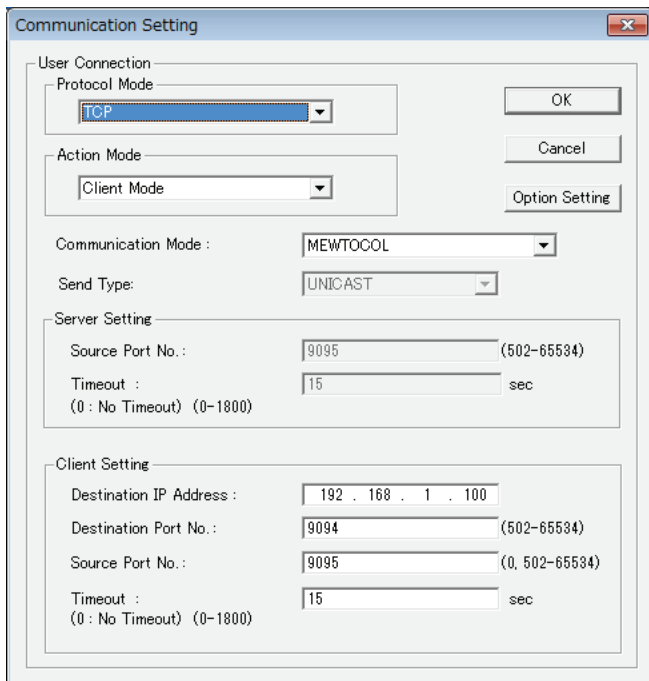 Communication Setting
User Connection
Protocol Mode
TCP
OK
Action Mode
Client Mode
Cancel
Option Setting
Communication Mode : MEWTOCOL
Send Type: UNICAST
Server Setting
Source Port No. : 9095 (502-65534)
Timeout : 15 sec
(0 : No Timeout) (0-1800)
Client Setting
Destination IP Address : 192 . 168 . 1 . 100
Destination Port No. : 9094 (502-65534)
Source Port No. : 9095 (0, 502-65534)
Timeout : 15 sec
(0 : No Timeout) (0-1800)